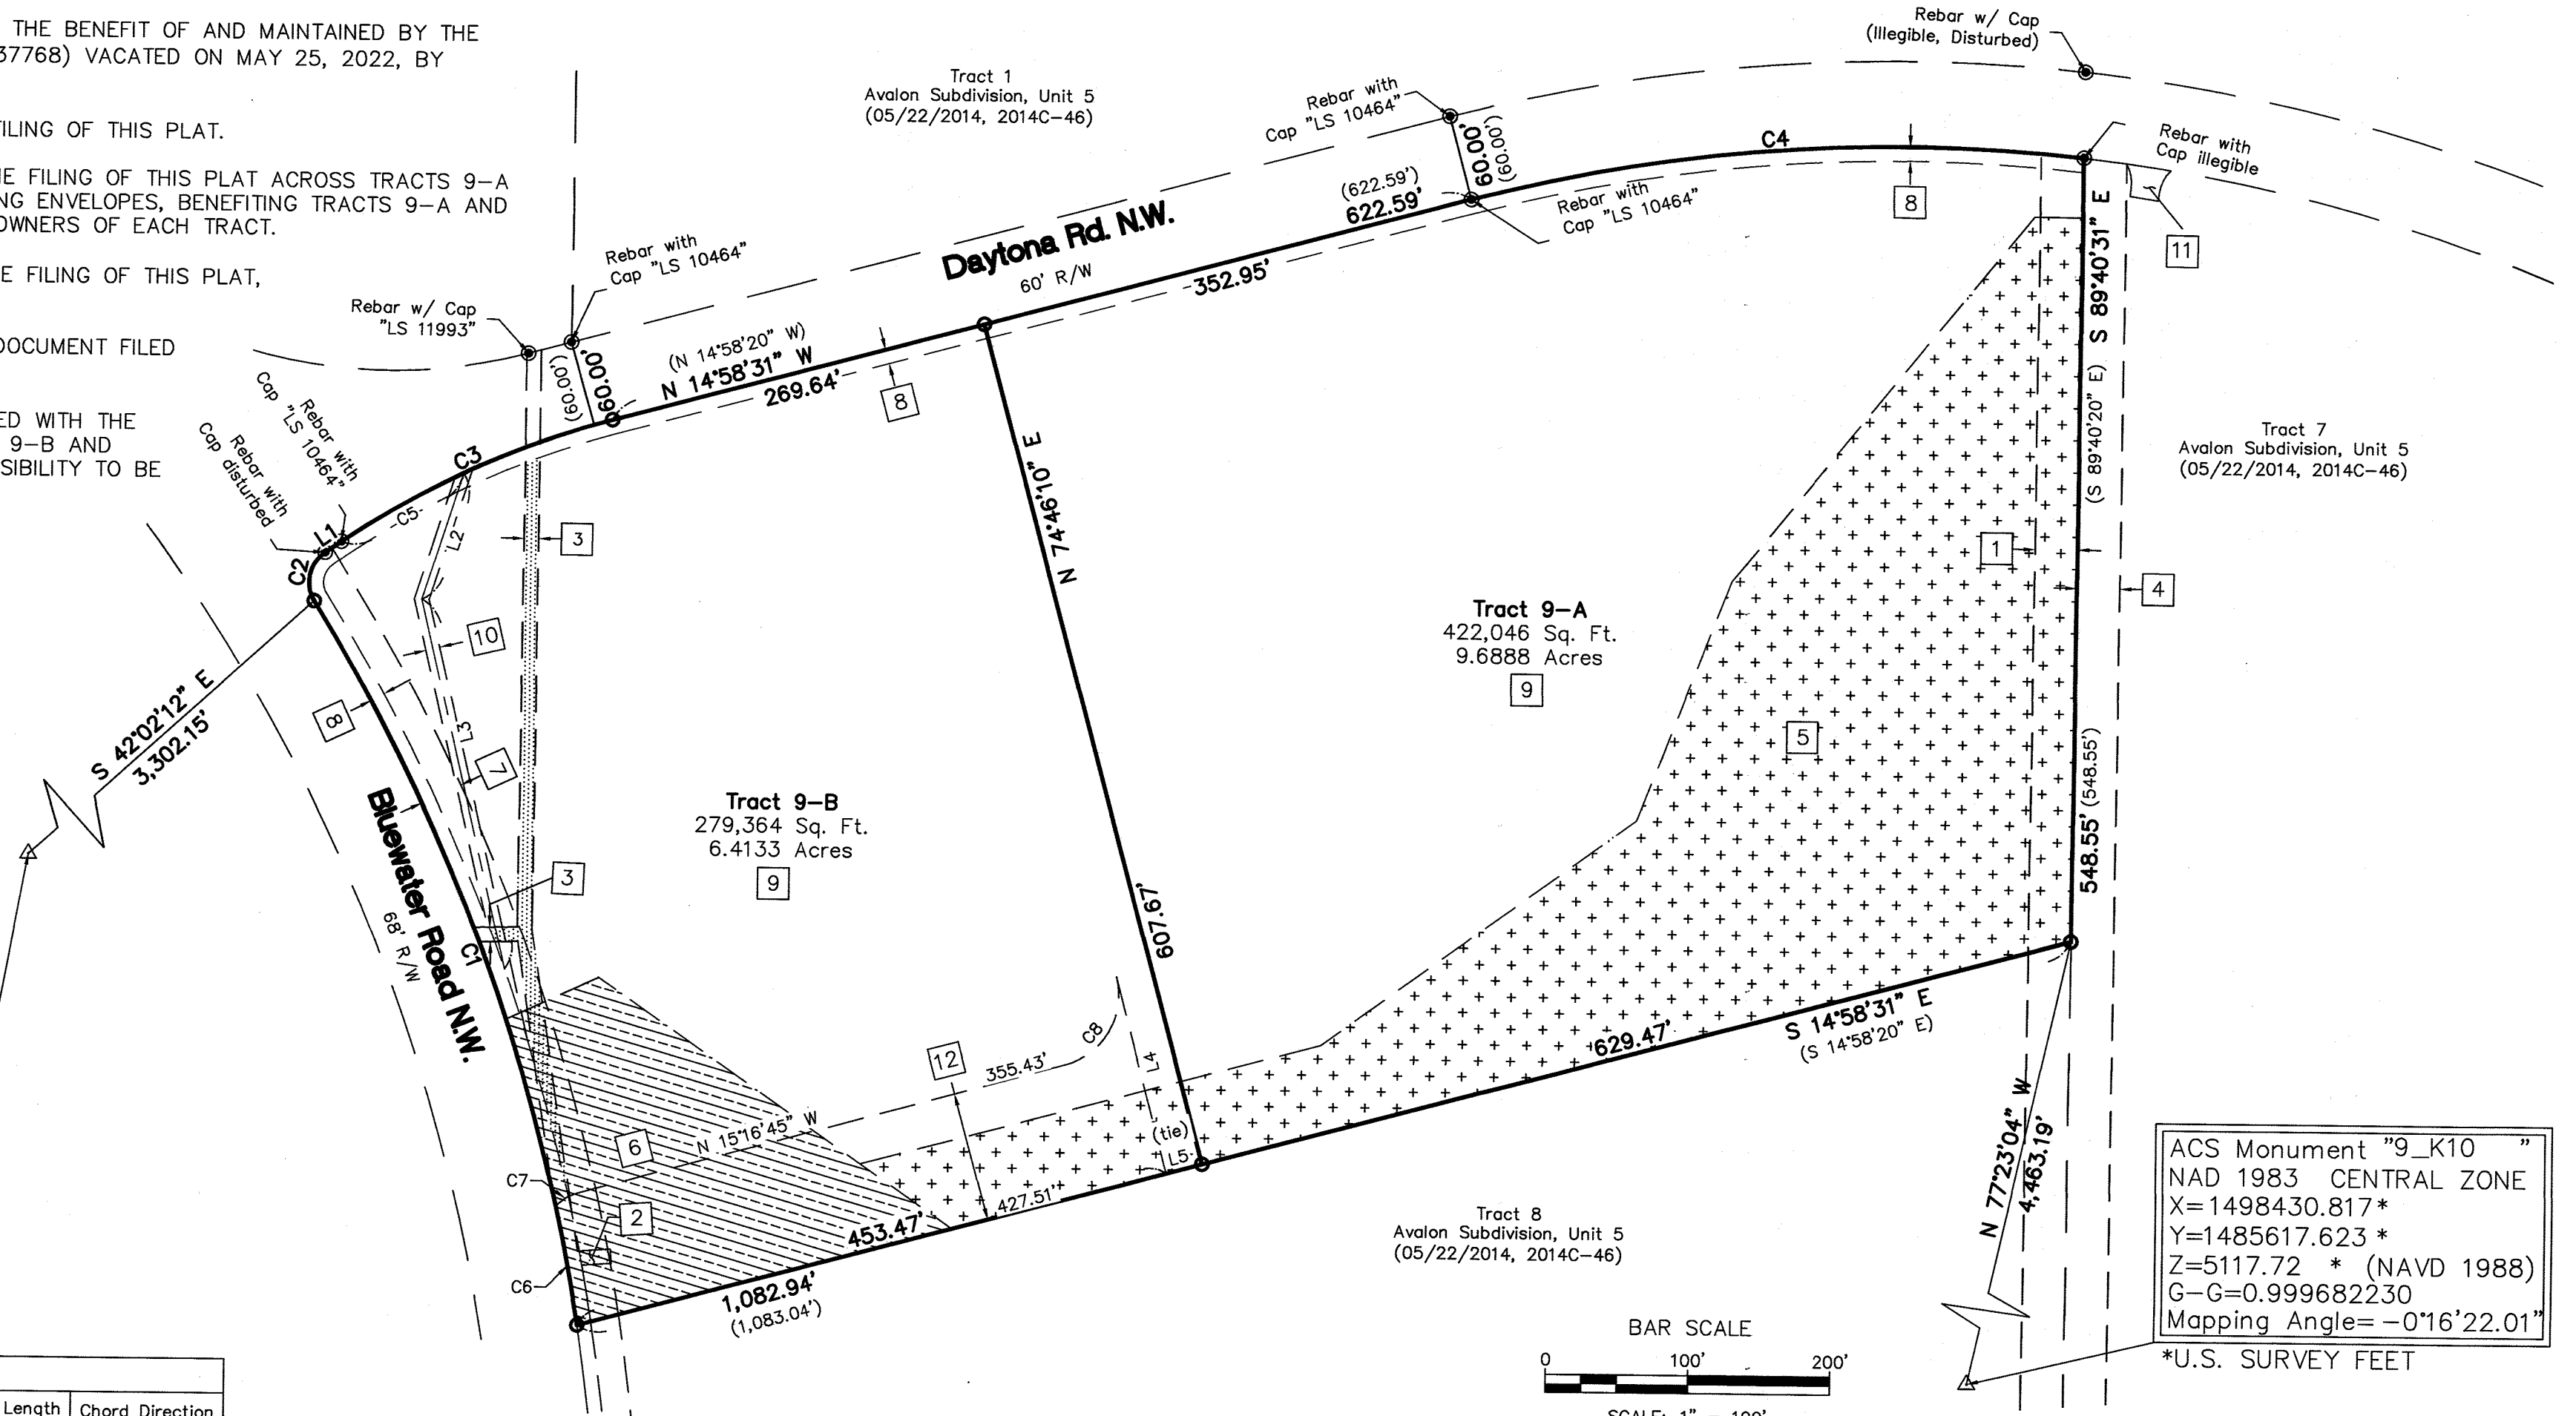 THE BENEFIT OF AND MAINTAINED BY THE
37768) VACATED ON MAY 25, 2022, BY
FILING OF THIS PLAT.
E FILING OF THIS PLAT ACROSS TRACTS 9-A
NG ENVELOPES, BENEFITING TRACTS 9-A AND
OWNERS OF EACH TRACT.
E FILING OF THIS PLAT,
DOCUMENT FILED
ED WITH THE
9-B AND
SIBILITY TO BE
Tract 1
Avalon Subdivision, Unit 5
(05/22/2014, 2014C-46)
Rebar with
Cap "LS 10464"
Rebar w/ Cap
(Illegible, Disturbed)
60.00'
(60.00')
C4
Rebar with
Cap illegible
8
11
(622.59')
622.59'
Rebar with
Cap "LS 10464"
Daytona Rd. N.W.
60' R/W
352.95'
Rebar with
Cap "LS 10464"
Rebar w/ Cap
"LS 11993"
60.00'
(60.00')
(N 14°58'20" W)
N 14°58'31" W
269.64'
8
Rebar with
Cap "LS 10464"
Rebar with
Cap disturbed
C3
C5
L1
C2
L2
3
10
8
L3
7
3
C1
S 42°02'12" E
3,302.15'
Bluewater Road N.W.
68' R/W
Tract 9-B
279,364 Sq. Ft.
6.4133 Acres
9
N 74°46'10" E
607.67'
Tract 9-A
422,046 Sq. Ft.
9.6888 Acres
9
5
1
4
S 89°40'31" E
(S 89°40'20" E)
548.55' (548.55')
Tract 7
Avalon Subdivision, Unit 5
(05/22/2014, 2014C-46)
12
355.43'
C8
L4
(tie)
L5
N 15°16'45" W
6
C7
2
C6
427.51'
453.47'
1,082.94'
(1,083.04')
629.47'
S 14°58'31" E
(S 14°58'20" E)
Tract 8
Avalon Subdivision, Unit 5
(05/22/2014, 2014C-46)
N 77°23'04" W
4,463.19'
ACS Monument "9_K10 "
NAD 1983 CENTRAL ZONE
X=1498430.817*
Y=1485617.623 *
Z=5117.72 * (NAVD 1988)
G-G=0.999682230
Mapping Angle= -0°16'22.01"
*U.S. SURVEY FEET
BAR SCALE
0 100' 200'
SCALE: 1" = 100'
Length Chord Direction